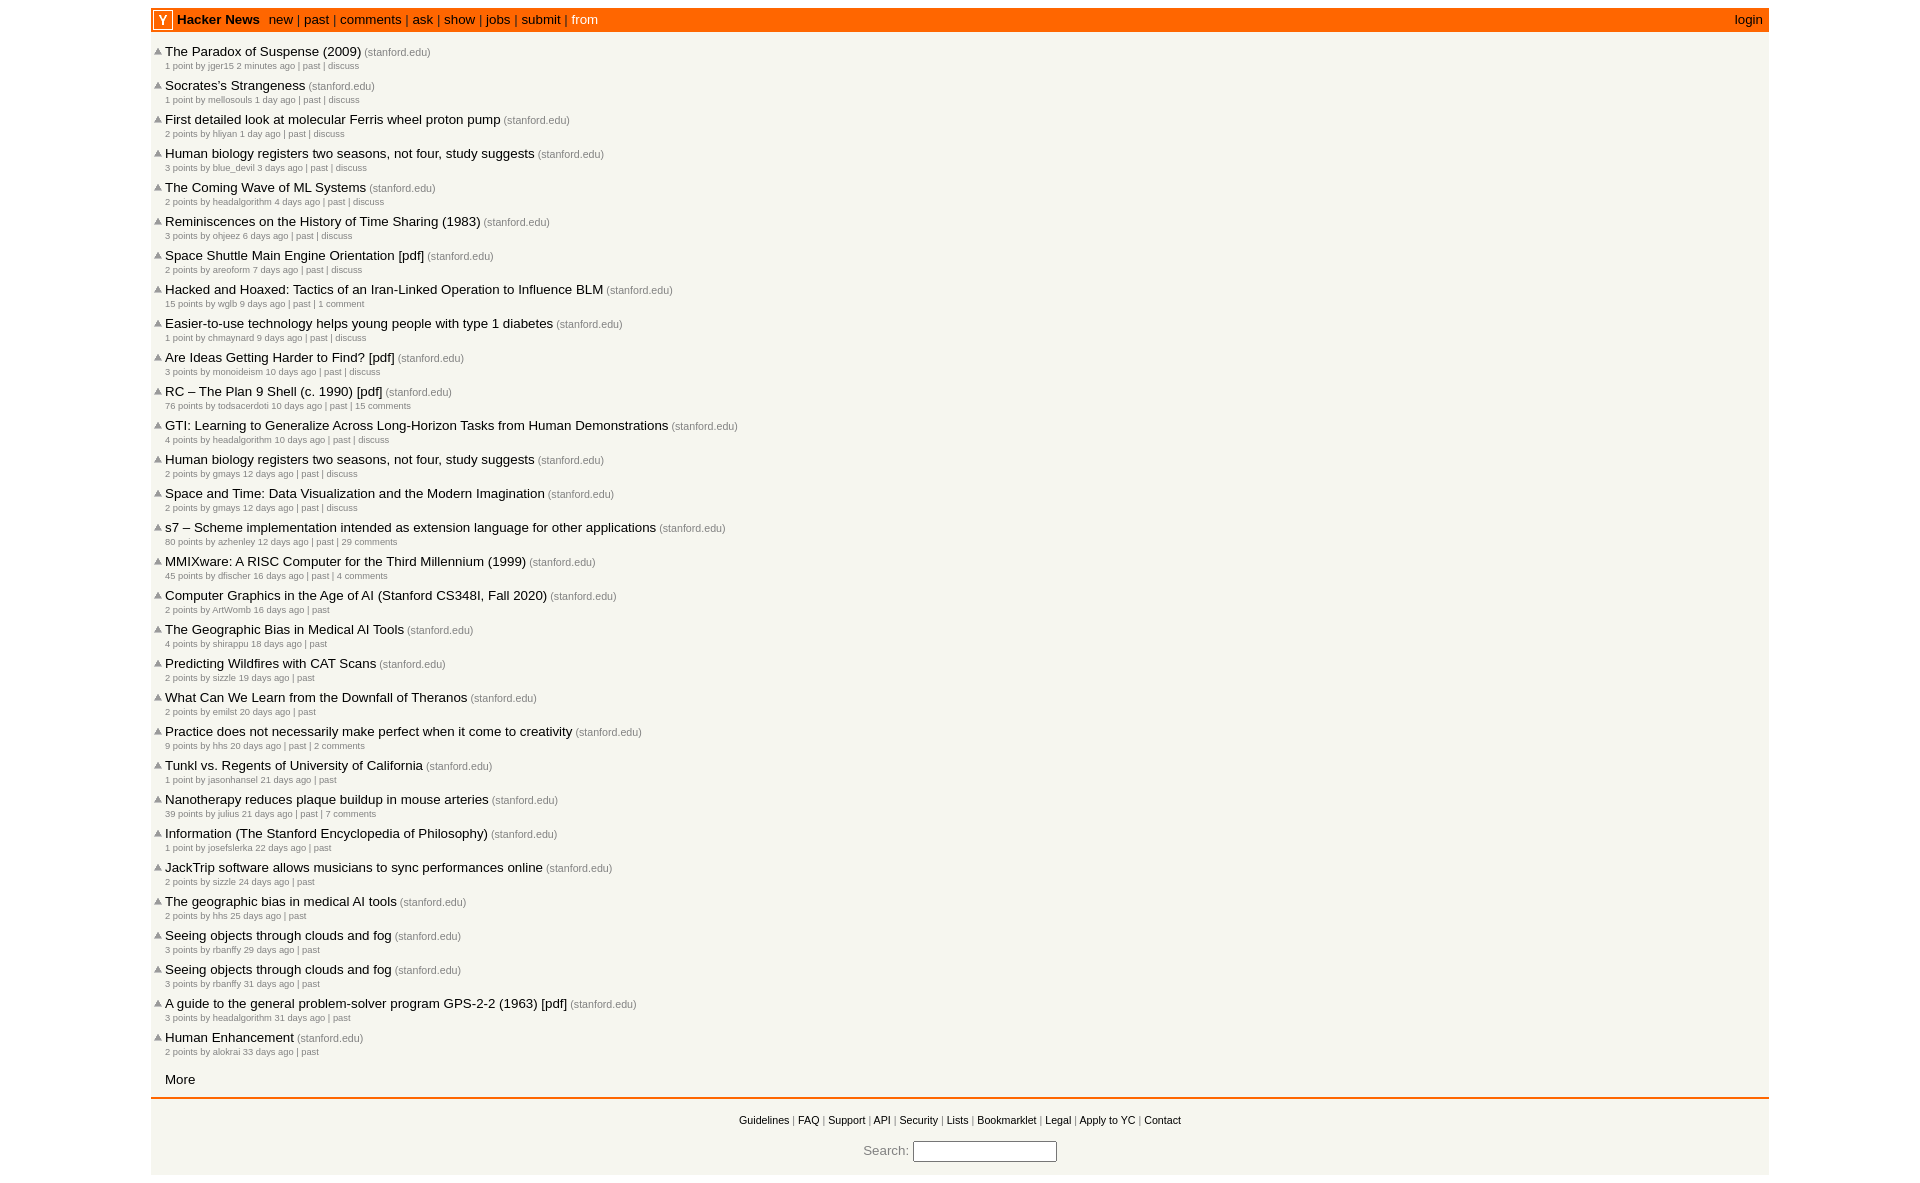 Y Hacker News new | past | comments | ask | show | jobs | submit | from login
The Paradox of Suspense (2009) (stanford.edu)
1 point by jger15 2 minutes ago | past | discuss
Socrates’s Strangeness (stanford.edu)
1 point by mellosouls 1 day ago | past | discuss
First detailed look at molecular Ferris wheel proton pump (stanford.edu)
2 points by hliyan 1 day ago | past | discuss
Human biology registers two seasons, not four, study suggests (stanford.edu)
3 points by blue_devil 3 days ago | past | discuss
The Coming Wave of ML Systems (stanford.edu)
2 points by headalgorithm 4 days ago | past | discuss
Reminiscences on the History of Time Sharing (1983) (stanford.edu)
3 points by ohjeez 6 days ago | past | discuss
Space Shuttle Main Engine Orientation [pdf] (stanford.edu)
2 points by areoform 7 days ago | past | discuss
Hacked and Hoaxed: Tactics of an Iran-Linked Operation to Influence BLM (stanford.edu)
15 points by wglb 9 days ago | past | 1 comment
Easier-to-use technology helps young people with type 1 diabetes (stanford.edu)
1 point by chmaynard 9 days ago | past | discuss
Are Ideas Getting Harder to Find? [pdf] (stanford.edu)
3 points by monoideism 10 days ago | past | discuss
RC – The Plan 9 Shell (c. 1990) [pdf] (stanford.edu)
76 points by todsacerdoti 10 days ago | past | 15 comments
GTI: Learning to Generalize Across Long-Horizon Tasks from Human Demonstrations (stanford.edu)
4 points by headalgorithm 10 days ago | past | discuss
Human biology registers two seasons, not four, study suggests (stanford.edu)
2 points by gmays 12 days ago | past | discuss
Space and Time: Data Visualization and the Modern Imagination (stanford.edu)
2 points by gmays 12 days ago | past | discuss
s7 – Scheme implementation intended as extension language for other applications (stanford.edu)
80 points by azhenley 12 days ago | past | 29 comments
MMIXware: A RISC Computer for the Third Millennium (1999) (stanford.edu)
45 points by dfischer 16 days ago | past | 4 comments
Computer Graphics in the Age of AI (Stanford CS348I, Fall 2020) (stanford.edu)
2 points by ArtWomb 16 days ago | past
The Geographic Bias in Medical AI Tools (stanford.edu)
4 points by shirappu 18 days ago | past
Predicting Wildfires with CAT Scans (stanford.edu)
2 points by sizzle 19 days ago | past
What Can We Learn from the Downfall of Theranos (stanford.edu)
2 points by emilst 20 days ago | past
Practice does not necessarily make perfect when it come to creativity (stanford.edu)
9 points by hhs 20 days ago | past | 2 comments
Tunkl vs. Regents of University of California (stanford.edu)
1 point by jasonhansel 21 days ago | past
Nanotherapy reduces plaque buildup in mouse arteries (stanford.edu)
39 points by julius 21 days ago | past | 7 comments
Information (The Stanford Encyclopedia of Philosophy) (stanford.edu)
1 point by josefslerka 22 days ago | past
JackTrip software allows musicians to sync performances online (stanford.edu)
2 points by sizzle 24 days ago | past
The geographic bias in medical AI tools (stanford.edu)
2 points by hhs 25 days ago | past
Seeing objects through clouds and fog (stanford.edu)
3 points by rbanffy 29 days ago | past
Seeing objects through clouds and fog (stanford.edu)
3 points by rbanffy 31 days ago | past
A guide to the general problem-solver program GPS-2-2 (1963) [pdf] (stanford.edu)
3 points by headalgorithm 31 days ago | past
Human Enhancement (stanford.edu)
2 points by alokrai 33 days ago | past
More
Guidelines | FAQ | Support | API | Security | Lists | Bookmarklet | Legal | Apply to YC | Contact
Search: